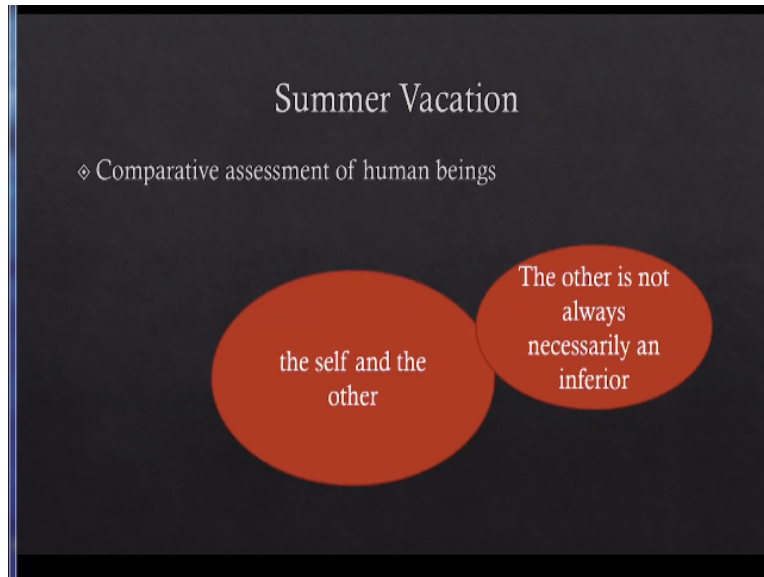 Summer Vacation
Comparative assessment of human beings
the self and the
other
The other is not
always
necessarily an
inferior